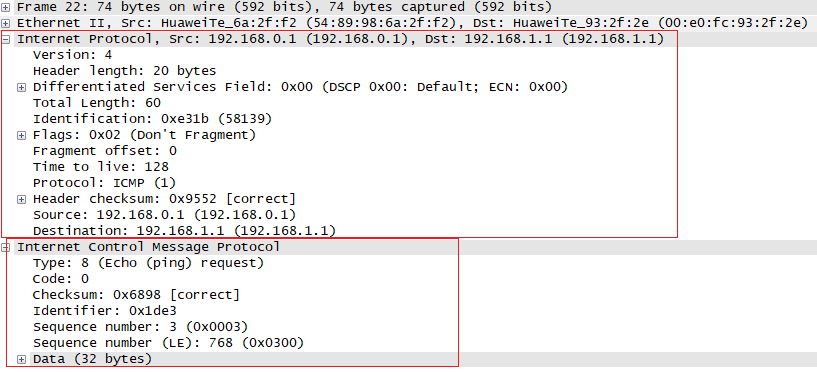 Frame 22: 74 bytes on wire (592 bits), 74 bytes captured (592 bits)
Ethernet II, Src: HuaweiTe_6a:2f:f2 (54:89:98:6a:2f:f2), Dst: HuaweiTe_93:2f:2e (00:e0:fc:93:2f:2e)
Internet Protocol, Src: 192.168.0.1 (192.168.0.1), Dst: 192.168.1.1 (192.168.1.1)
Version: 4
Header length: 20 bytes
Differentiated Services Field: 0x00 (DSCP 0x00: Default; ECN: 0x00)
Total Length: 60
Identification: 0xe31b (58139)
Flags: 0x02 (Don't Fragment)
Fragment offset: 0
Time to live: 128
Protocol: ICMP (1)
Header checksum: 0x9552 [correct]
Source: 192.168.0.1 (192.168.0.1)
Destination: 192.168.1.1 (192.168.1.1)
Internet Control Message Protocol
Type: 8 (Echo (ping) request)
Code: 0
Checksum: 0x6898 [correct]
Identifier: 0x1de3
Sequence number: 3 (0x0003)
Sequence number (LE): 768 (0x0300)
Data (32 bytes)